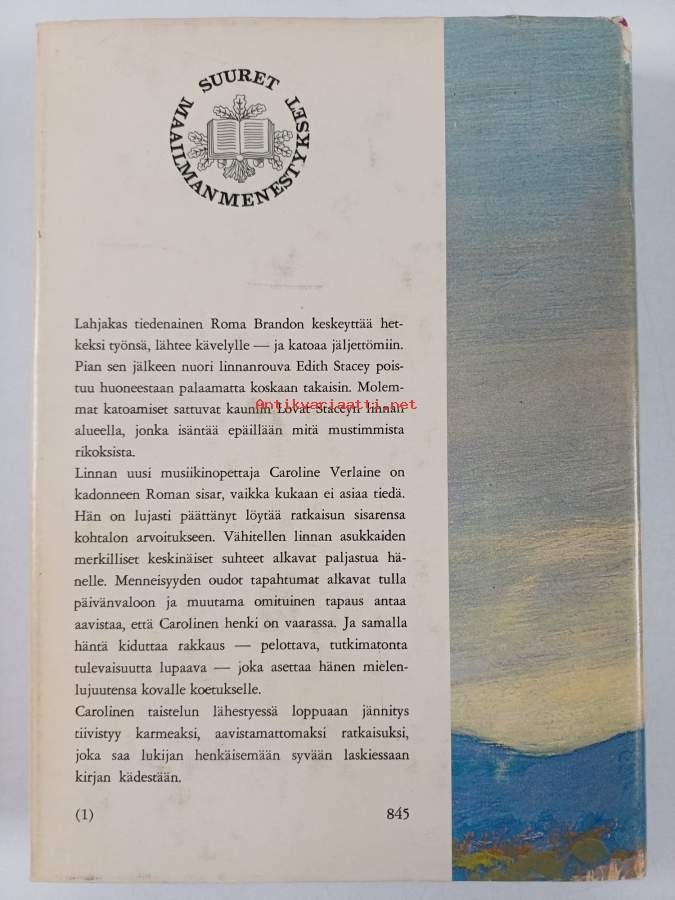 SUURET
MAAILMANMENESTYKSET
Lahjakas tiedenainen Roma Brandon keskeyttää het-
keksi työnsä, lähtee kävelylle — ja katoaa jäljettömiin.
Pian sen jälkeen nuori linnanrouva Edith Stacey pois-
tuu huoneestaan palaamatta koskaan takaisin. Molem-
mat katoamiset sattuvat kauniin Lovat Staceyn linnan
Antikvariaatti.net
alueella, jonka isäntää epäillään mitä mustimmista
rikoksista.
Linnan uusi musiikinopettaja Caroline Verlaine on
kadonneen Roman sisar, vaikka kukaan ei asiaa tiedä.
Hän on lujasti päättänyt löytää ratkaisun sisarensa
kohtalon arvoitukseen. Vähitellen linnan asukkaiden
merkilliset keskinäiset suhteet alkavat paljastua hä-
nelle. Menneisyyden oudot tapahtumat alkavat tulla
päivänvaloon ja muutama omituinen tapaus antaa
aavistaa, että Carolinen henki on vaarassa. Ja samalla
häntä kiduttaa rakkaus — pelottava, tutkimatonta
tulevaisuutta lupaava — joka asettaa hänen mielen-
lujuutensa kovalle koetukselle.
Carolinen taistelun lähestyessä loppuaan jännitys
tiivistyy karmeaksi, aavistamattomaksi ratkaisuksi,
joka saa lukijan henkäisemään syvään laskiessaan
kirjan kädestään.
(1) 845